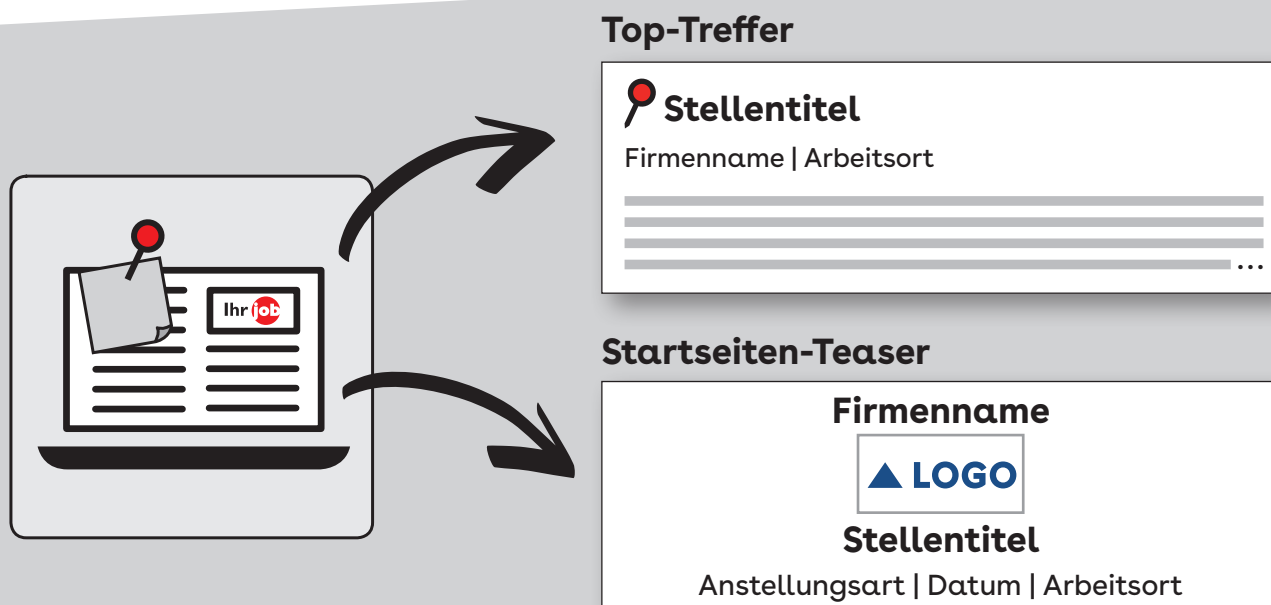 Top-Treffer
Stellentitel
Firmenname | Arbeitsort
...
Ihr job
Startseiten-Teaser
Firmenname
LOGO
Stellentitel
Anstellungsart | Datum | Arbeitsort